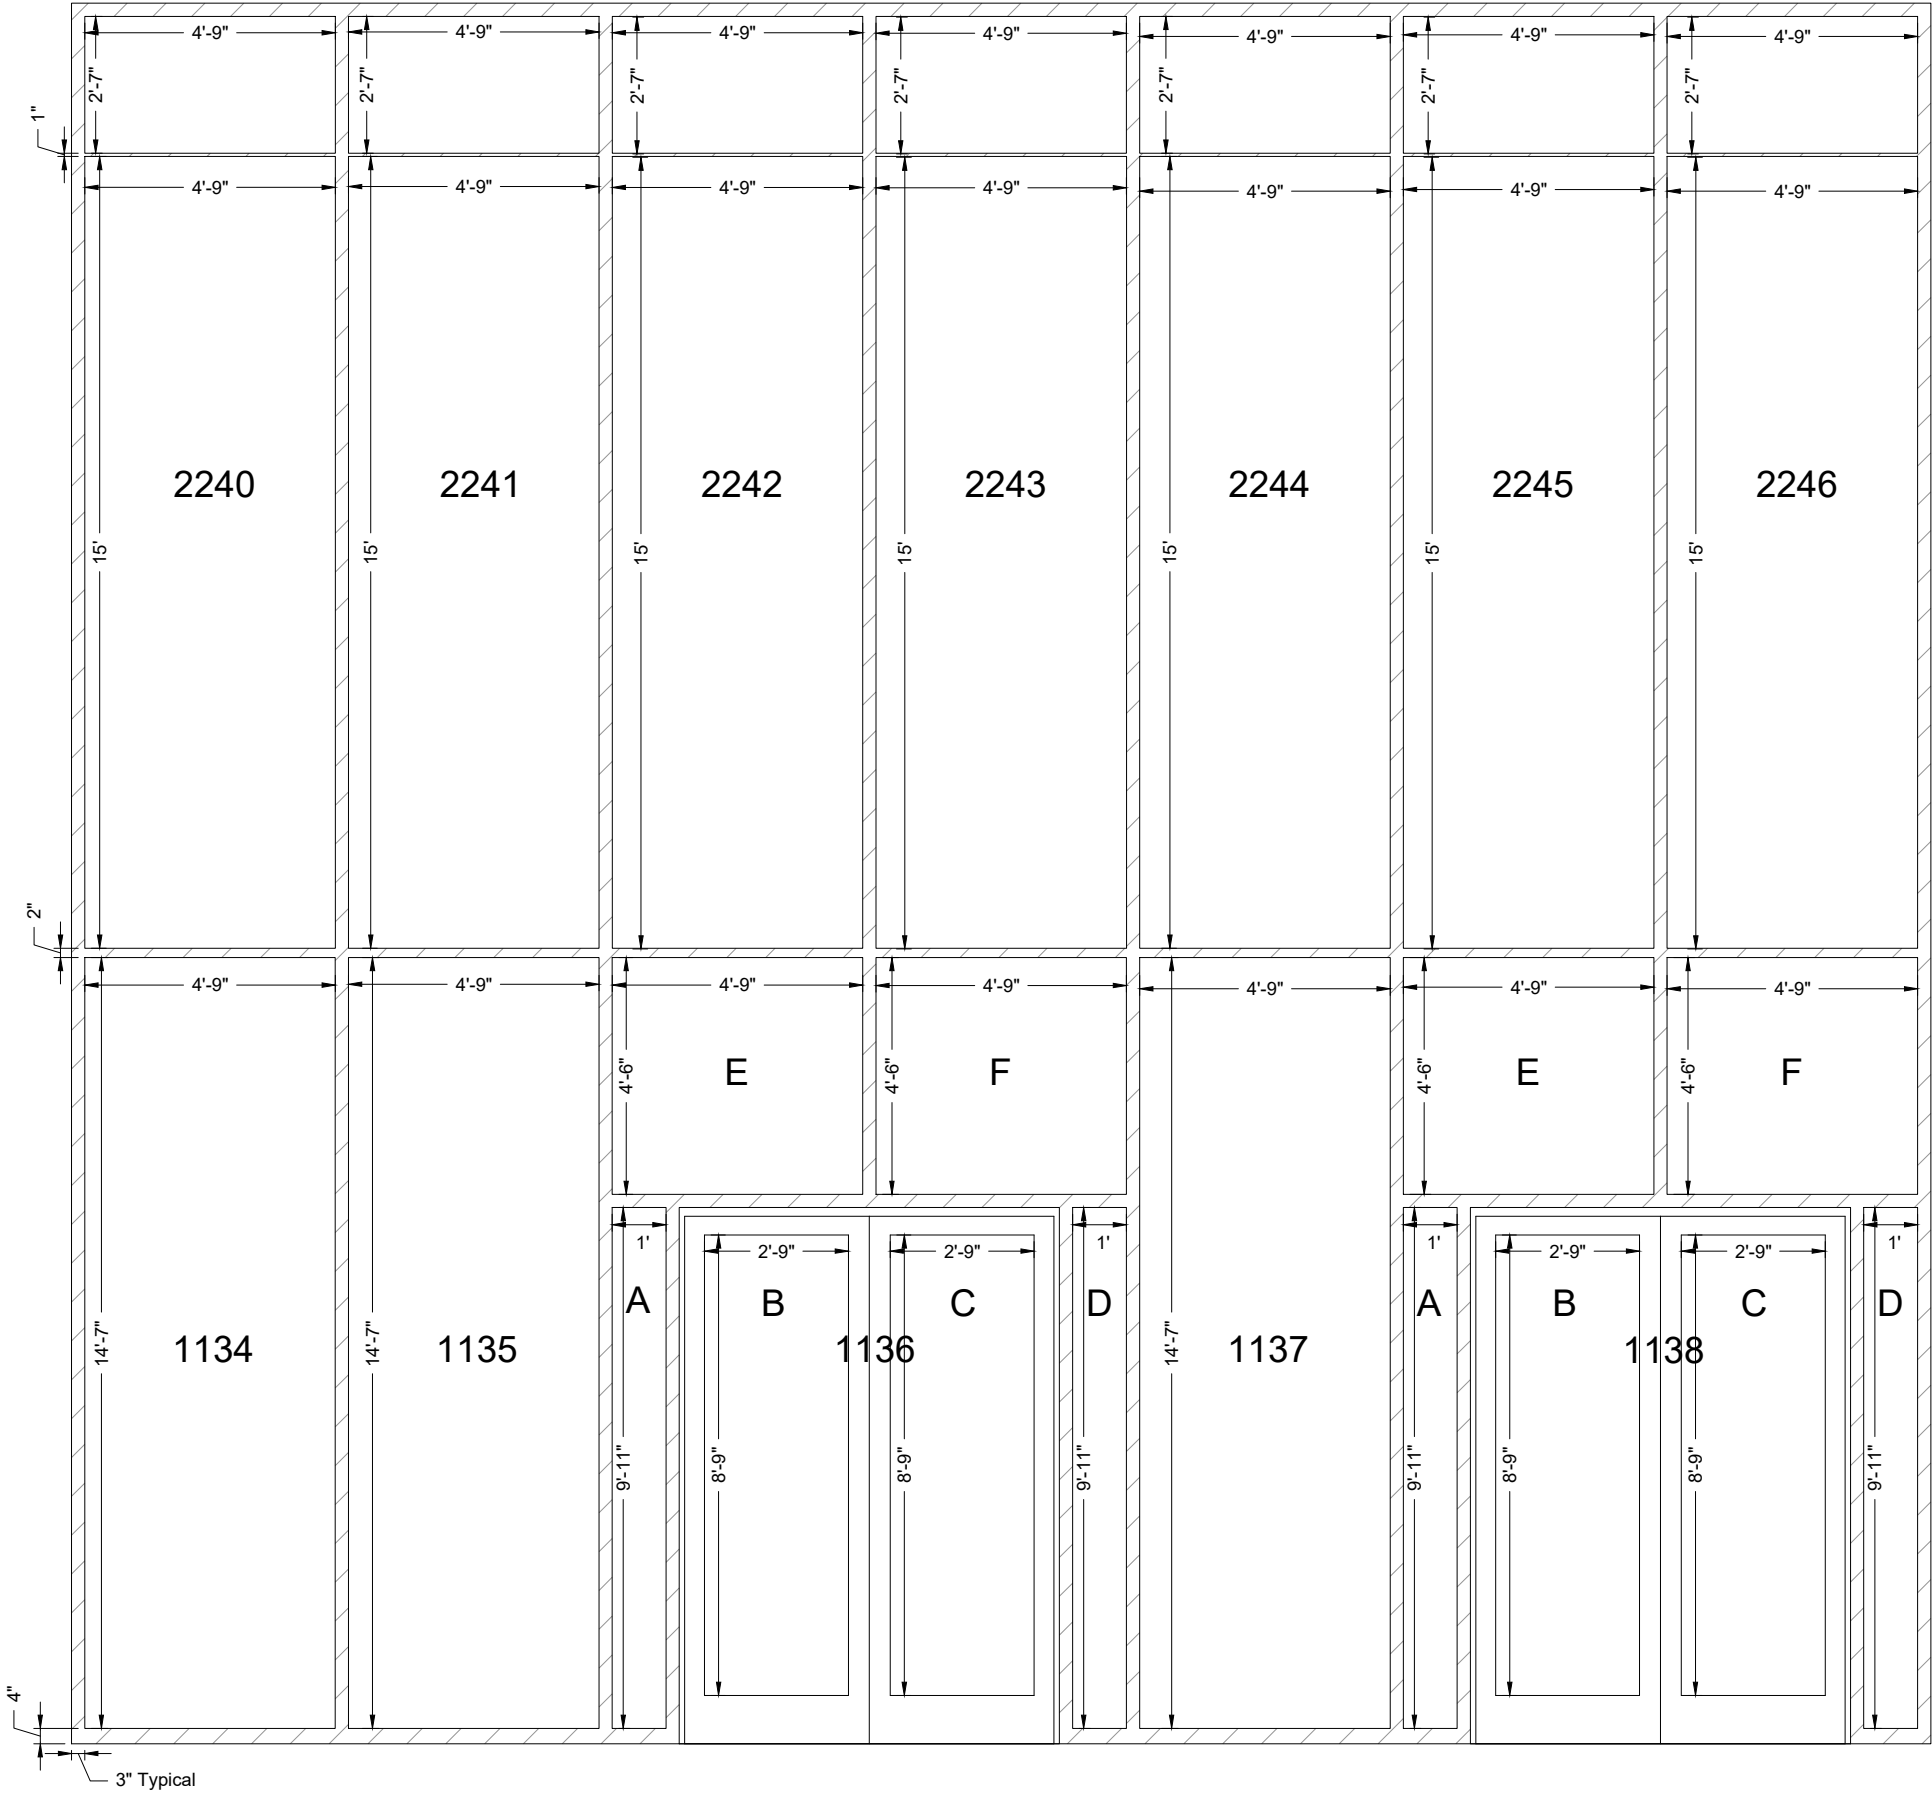 4'-9" 4'-9" 4'-9" 4'-9" 4'-9" 4'-9" 4'-9"
2'-7" 2'-7" 2'-7" 2'-7" 2'-7" 2'-7" 2'-7"
1"
4'-9" 4'-9" 4'-9" 4'-9" 4'-9" 4'-9" 4'-9"
2240 2241 2242 2243 2244 2245 2246
15' 15' 15' 15' 15' 15' 15'
2"
4'-9" 4'-9" 4'-9" 4'-9" 4'-9" 4'-9" 4'-9"
E F E F
4'-6" 4'-6" 4'-6" 4'-6"
1' 2'-9" 2'-9" 1' 1' 2'-9" 2'-9" 1'
A B C D A B C D
14'-7" 1134 14'-7" 1135 1136 14'-7" 1137 1138
9'-11" 8'-9" 8'-9" 9'-11" 9'-11" 8'-9" 8'-9" 9'-11"
4"
3" Typical